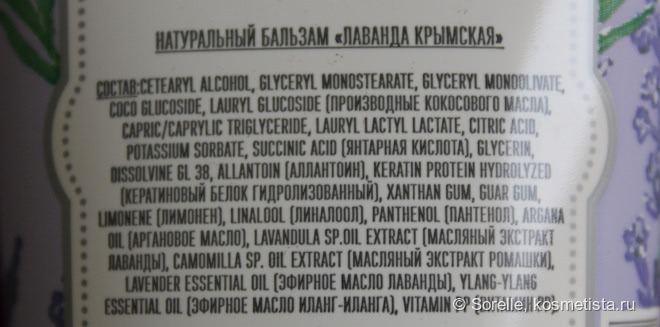 НАТУРАЛЬНЫЙ БАЛЬЗАМ «ЛАВАНДА КРЫМСКАЯ»
СОСТАВ:CETEARYL ALCOHOL, GLYCERYL MONOSTEARATE, GLYCERYL MONOOLIVATE,
COCO GLUCOSIDE, LAURYL GLUCOSIDE (ПРОИЗВОДНЫЕ КОКОСОВОГО МАСЛА),
CAPRIC/CAPRYLIC TRIGLYCERIDE, LAURYL LACTYL LACTATE, CITRIC ACID,
POTASSIUM SORBATE, SUCCINIC ACID (ЯНТАРНАЯ КИСЛОТА), GLYCERIN,
DISSOLVINE GL 38, ALLANTOIN (АЛЛАНТОИН), KERATIN PROTEIN HYDROLYZED
(КЕРАТИНОВЫЙ БЕЛОК ГИДРОЛИЗОВАННЫЙ), XANTHAN GUM, GUAR GUM,
LIMONENE (ЛИМОНЕН), LINALOOL (ЛИНАЛООЛ), PANTHENOL (ПАНТЕНОЛ), ARGANA
OIL (АРГАНОВОЕ МАСЛО), LAVANDULA SP.OIL EXTRACT (МАСЛЯНЫЙ ЭКСТРАКТ
ЛАВАНДЫ), CAMOMILLA SP. OIL EXTRACT (МАСЛЯНЫЙ ЭКСТРАКТ РОМАШКИ),
LAVENDER ESSENTIAL OIL (ЭФИРНОЕ МАСЛО ЛАВАНДЫ), YLANG-YLANG
ESSENTIAL OIL (ЭФИРНОЕ МАСЛО ИЛАНГ-ИЛАНГА), VITAMIN
© Sorelle, kosmetista.ru